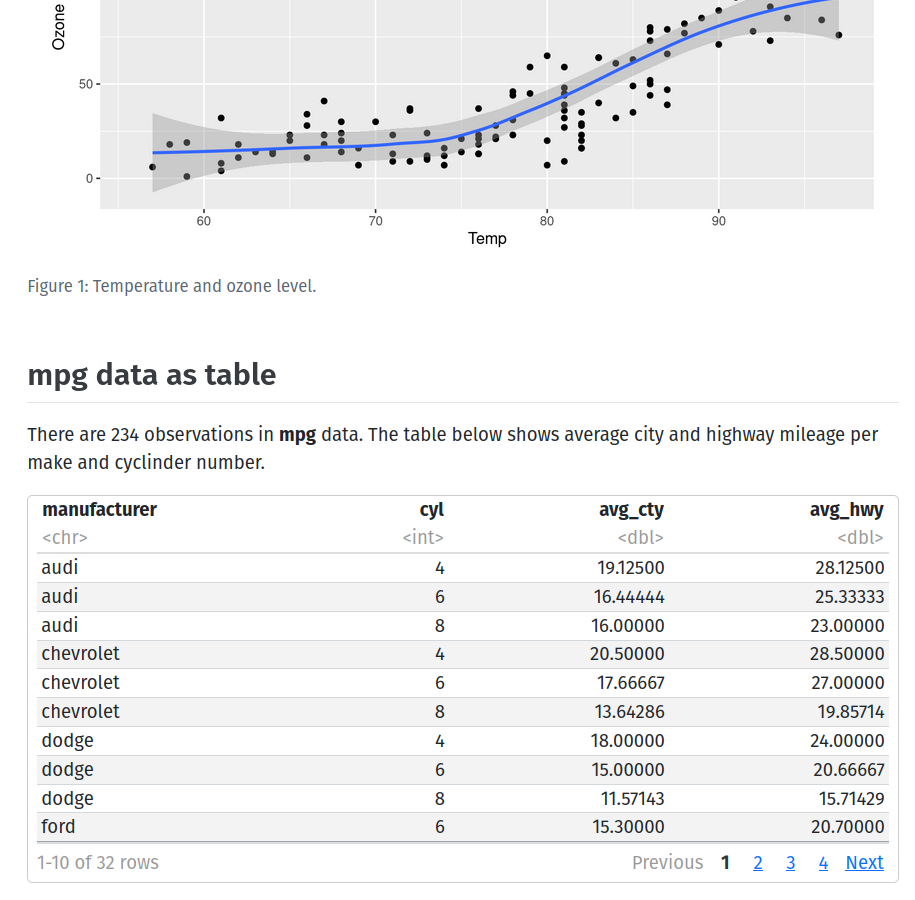 Ozone
50
0
60 70 80 90
Temp
Figure 1: Temperature and ozone level.
mpg data as table
There are 234 observations in mpg data. The table below shows average city and highway mileage per
make and cyclinder number.
manufacturer cyl avg_cty avg_hwy
<chr> <int> <dbl> <dbl>
audi 4 19.12500 28.12500
audi 6 16.44444 25.33333
audi 8 16.00000 23.00000
chevrolet 4 20.50000 28.50000
chevrolet 6 17.66667 27.00000
chevrolet 8 13.64286 19.85714
dodge 4 18.00000 24.00000
dodge 6 15.00000 20.66667
dodge 8 11.57143 15.71429
ford 6 15.30000 20.70000
1-10 of 32 rows Previous 1 2 3 4 Next